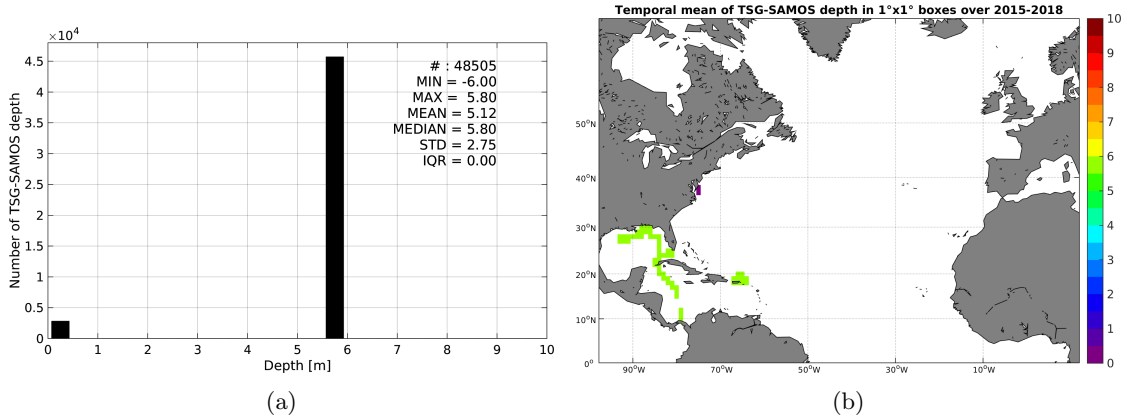 ×10⁴
4.5
4
3.5
3
2.5
2
1.5
1
0.5
0
Number of TSG-SAMOS depth
# : 48505
MIN = -6.00
MAX = 5.80
MEAN = 5.12
MEDIAN = 5.80
STD = 2.75
IQR = 0.00
0 1 2 3 4 5 6 7 8 9 10
Depth [m]
(a)
Temporal mean of TSG-SAMOS depth in 1°x1° boxes over 2015-2018
50°N
40°N
30°N
20°N
10°N
0°
90°W 70°W 50°W 30°W 10°W
10
9
8
7
6
5
4
3
2
1
0
(b)